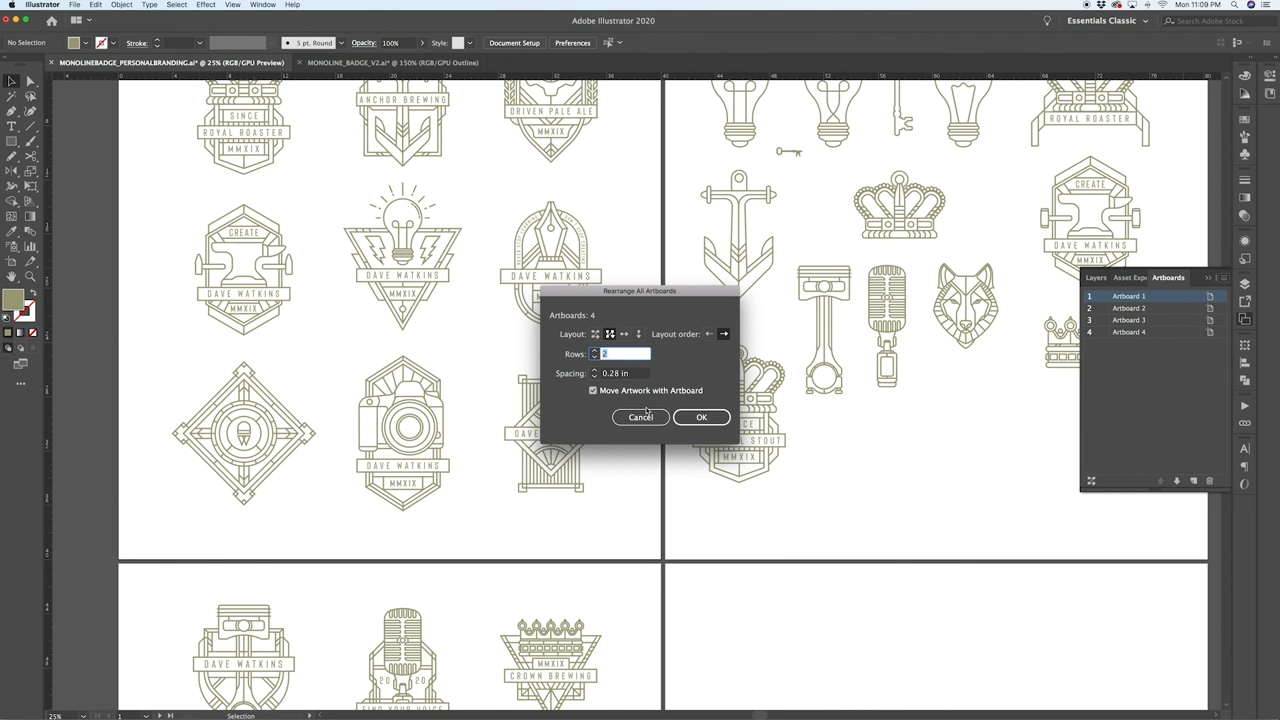 Illustrator File Edit Object Type Select Effect View Window Help
Mon 11:09 PM
Adobe Illustrator 2020
Essentials Classic
Search Adobe Stock
No Selection
Stroke:
5 pt. Round
Opacity: 100%
Style:
Document Setup
Preferences
MONOLINEBADGE_PERSONALBRANDING.ai* @ 25% (RGB/GPU Preview)
MONOLINE_BADGE_V2.ai* @ 150% (RGB/GPU Outline)
SINCE
ROYAL ROASTER
MMXIX
ANCHOR BREWING
DRIVEN PALE ALE
MMXIX
ROYAL ROASTER
CREATE
DAVE WATKINS
MMXIX
DAVE WATKINS
MMXIX
DAVE WATKINS
CREATE
DAVE WATKINS
MMXIX
DAVE WATKINS
MMXIX
STOUT
MMXIX
Rearrange All Artboards
Artboards: 4
Layout:
Layout order:
Rows: 2
Spacing: 0.28 in
Move Artwork with Artboard
Cancel
OK
Layers Asset Expo Artboards
1 Artboard 1
2 Artboard 2
3 Artboard 3
4 Artboard 4
DAVE WATKINS
2020
FIND YOUR VOICE
MMXIX
CROWN BREWING
25%
1
Selection